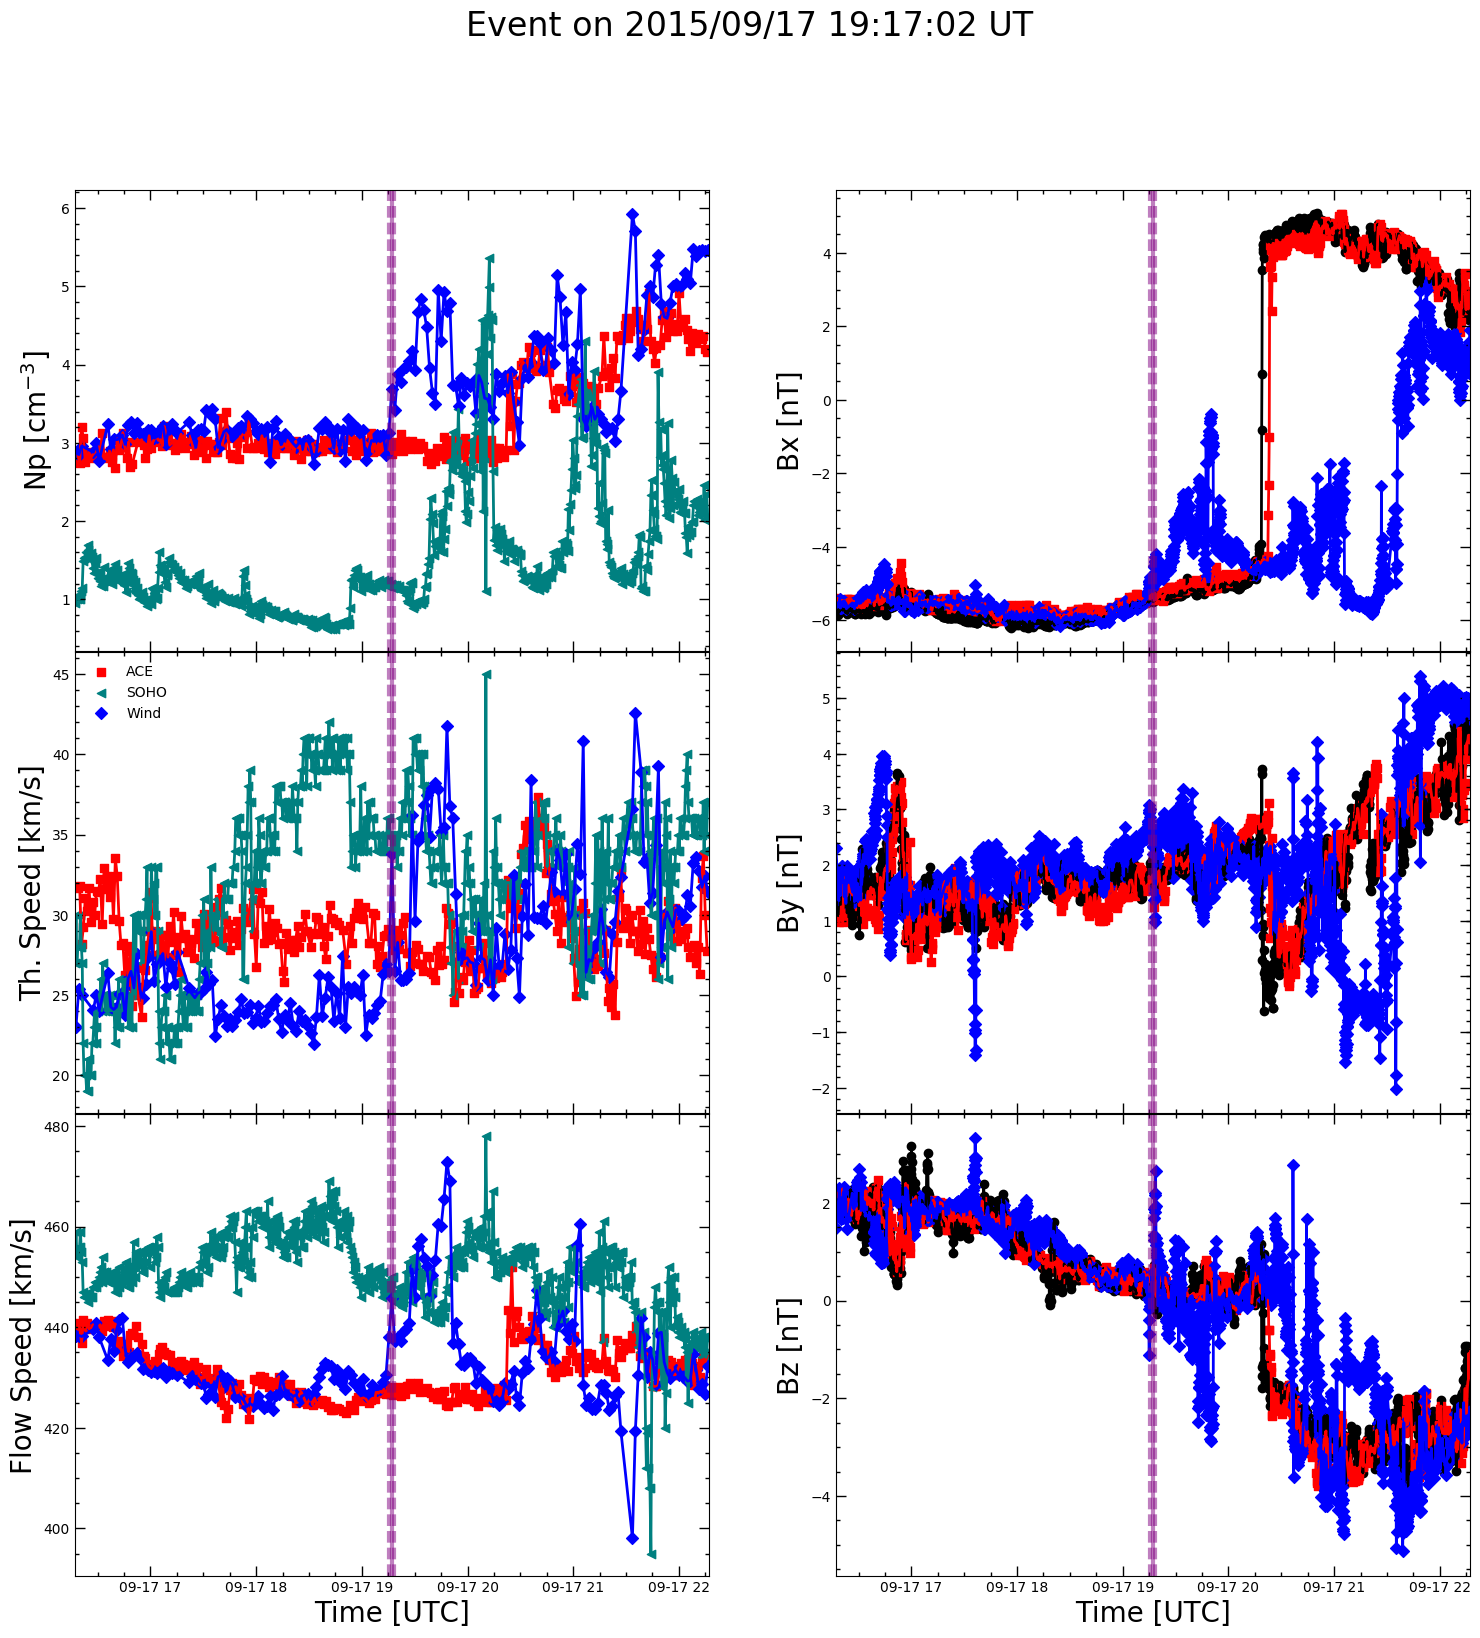 Event on 2015/09/17 19:17:02 UT
Np [cm⁻³]
6
5
4
3
2
1
Th. Speed [km/s]
ACE
SOHO
Wind
45
40
35
30
25
20
Flow Speed [km/s]
480
460
440
420
400
09-17 17 09-17 18 09-17 19 09-17 20 09-17 21 09-17 22
Time [UTC]
Bx [nT]
4
2
0
−2
−4
−6
By [nT]
5
4
3
2
1
0
−1
−2
Bz [nT]
2
0
−2
−4
09-17 17 09-17 18 09-17 19 09-17 20 09-17 21 09-17 22
Time [UTC]